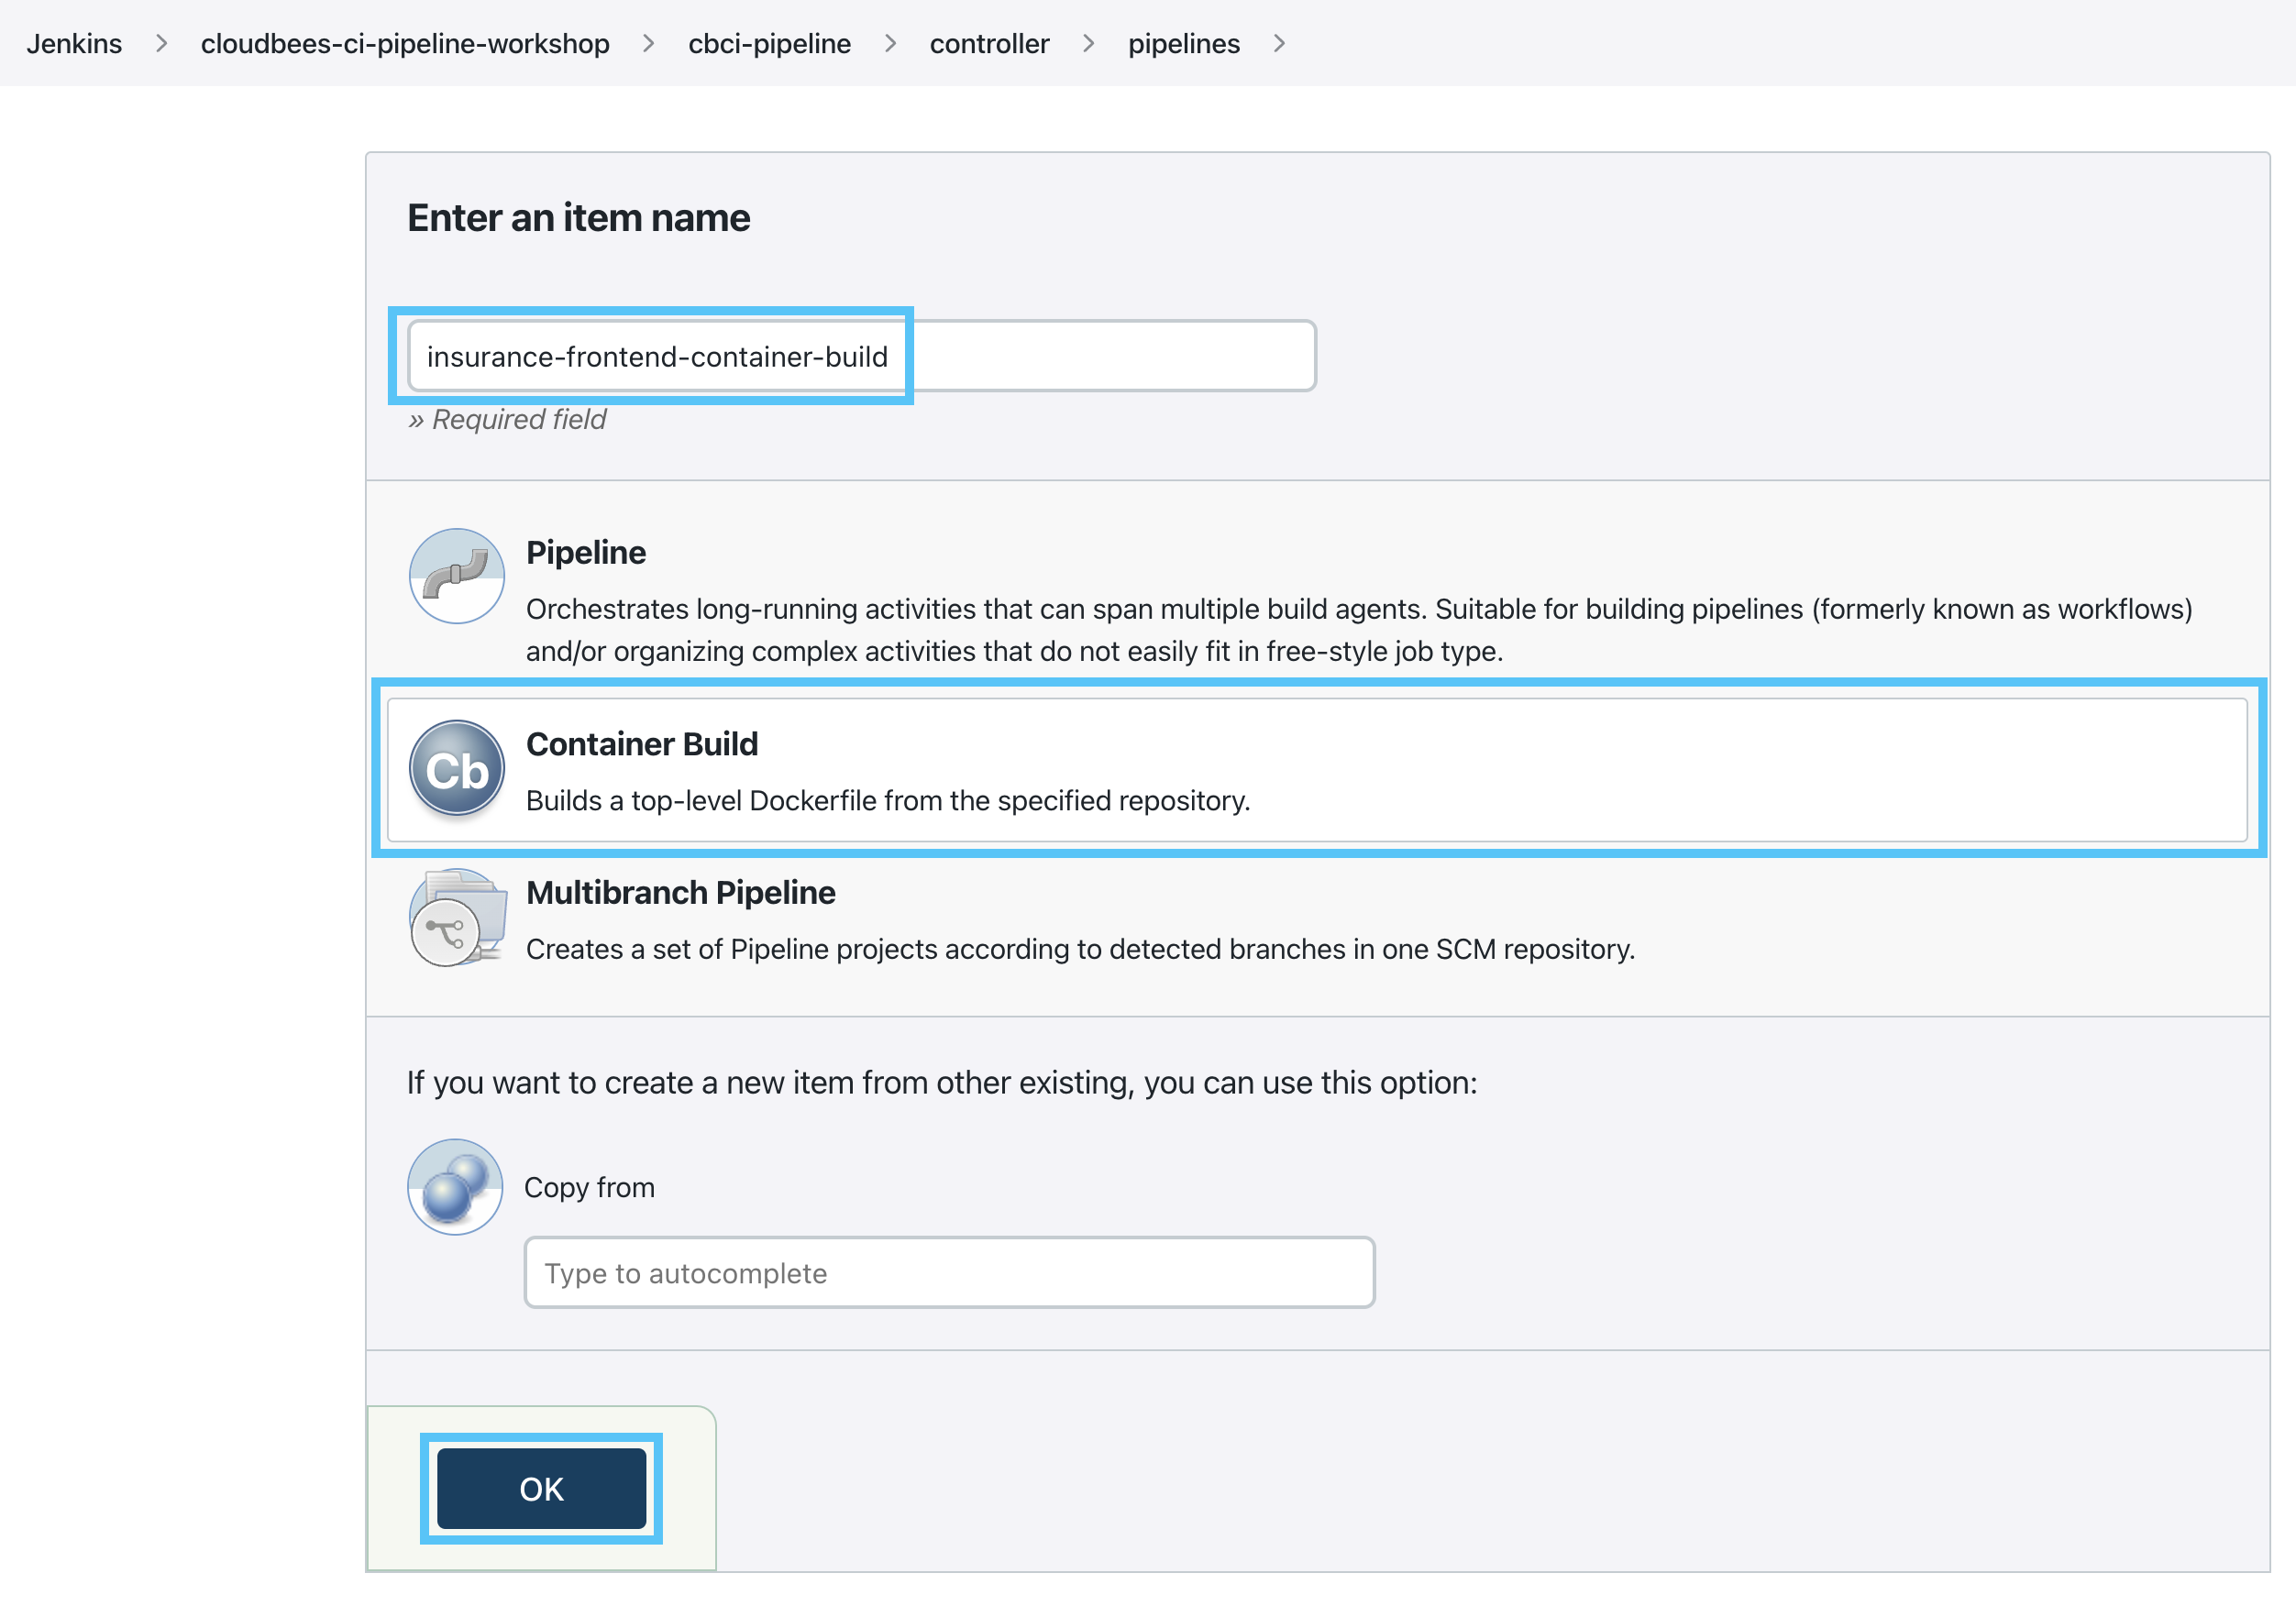 Jenkins > cloudbees-ci-pipeline-workshop > cbci-pipeline > controller > pipelines >
Enter an item name
insurance-frontend-container-build
» Required field
Pipeline
Orchestrates long-running activities that can span multiple build agents. Suitable for building pipelines (formerly known as workflows)
and/or organizing complex activities that do not easily fit in free-style job type.
Cb
Container Build
Builds a top-level Dockerfile from the specified repository.
Multibranch Pipeline
Creates a set of Pipeline projects according to detected branches in one SCM repository.
If you want to create a new item from other existing, you can use this option:
Copy from
Type to autocomplete
OK